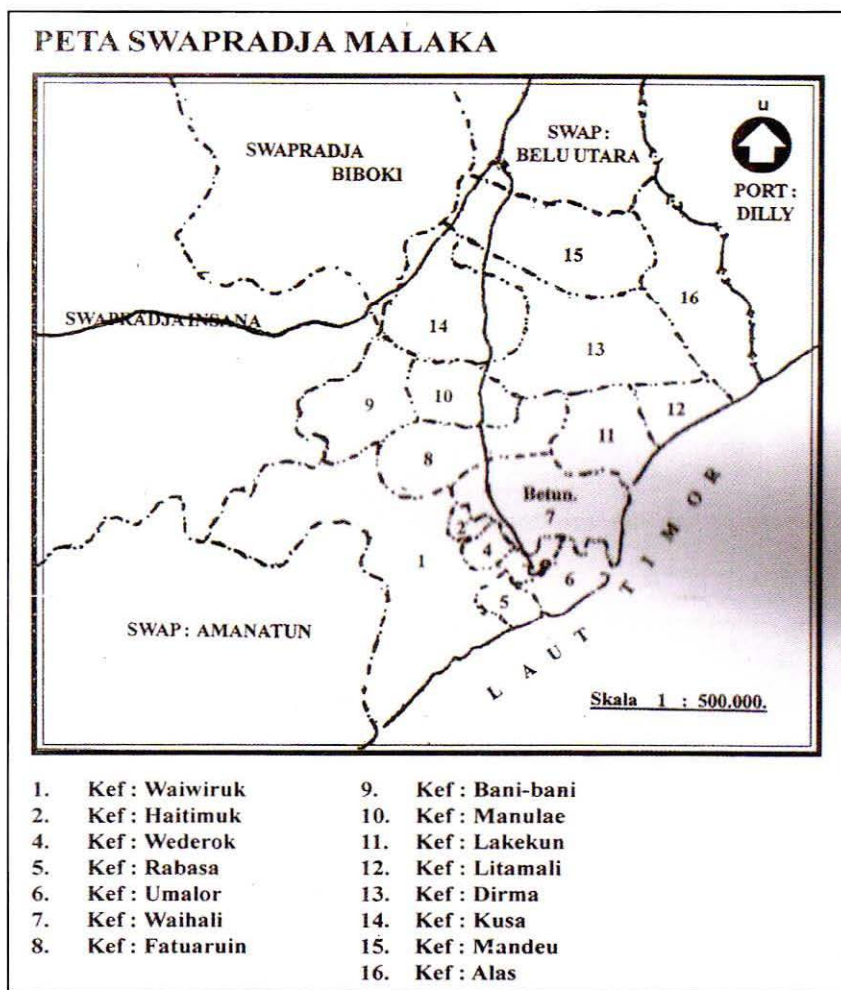 PETA SWAPRADJA MALAKA
SWAPRADJA
BIBOKI
SWAP :
BELU UTARA
u
PORT :
DILLY
15
16
SWAPRADJA INSANA
14
13
9
10
12
11
8
Betun.
7
2
4
1
6
5
SWAP : AMANATUN
LAUT TIMOR
Skala 1 : 500.000.
1. Kef : Waiwiruk
2. Kef : Haitimuk
4. Kef : Wederok
5. Kef : Rabasa
6. Kef : Umalor
7. Kef : Waihali
8. Kef : Fatuaruin
9. Kef : Bani-bani
10. Kef : Manulae
11. Kef : Lakekun
12. Kef : Litamali
13. Kef : Dirma
14. Kef : Kusa
15. Kef : Mandeu
16. Kef : Alas